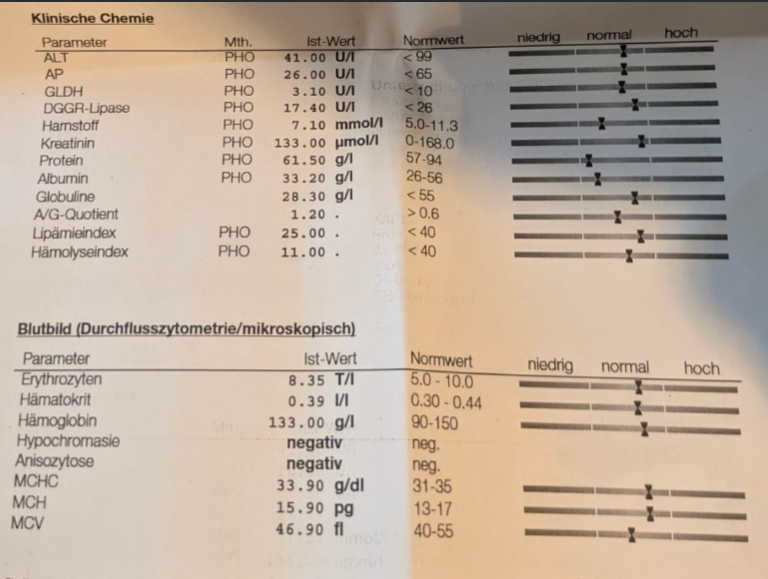 Klinische Chemie
Parameter Mth. Ist-Wert Normwert niedrig normal hoch
ALT PHO 41.00 U/l < 99
AP PHO 26.00 U/l < 65
GLDH PHO 3.10 U/l < 10
DGGR-Lipase PHO 17.40 U/l < 26
Harnstoff PHO 7.10 mmol/l 5.0-11.3
Kreatinin PHO 133.00 µmol/l 0-168.0
Protein PHO 61.50 g/l 57-94
Albumin PHO 33.20 g/l 26-56
Globuline 28.30 g/l < 55
A/G-Quotient 1.20 . > 0.6
Lipämieindex PHO 25.00 . < 40
Hämolyseindex PHO 11.00 . < 40
Blutbild (Durchflusszytometrie/mikroskopisch)
Parameter Ist-Wert Normwert niedrig normal hoch
Erythrozyten 8.35 T/l 5.0 - 10.0
Hämatokrit 0.39 l/l 0.30 - 0.44
Hämoglobin 133.00 g/l 90-150
Hypochromasie negativ neg.
Anisozytose negativ neg.
MCHC 33.90 g/dl 31-35
MCH 15.90 pg 13-17
MCV 46.90 fl 40-55